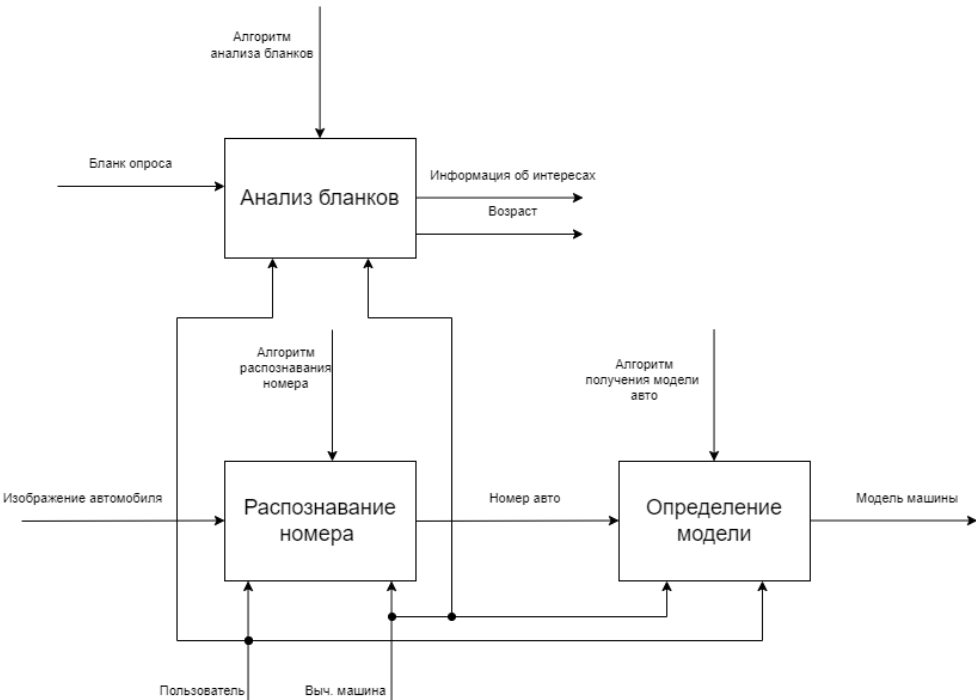 Алгоритм
анализа бланков
Бланк опроса
Анализ бланков
Информация об интересах
Возраст
Алгоритм
распознавания
номера
Алгоритм
получения модели
авто
Изображение автомобиля
Распознавание
номера
Номер авто
Определение
модели
Модель машины
Пользователь
Выч. машина